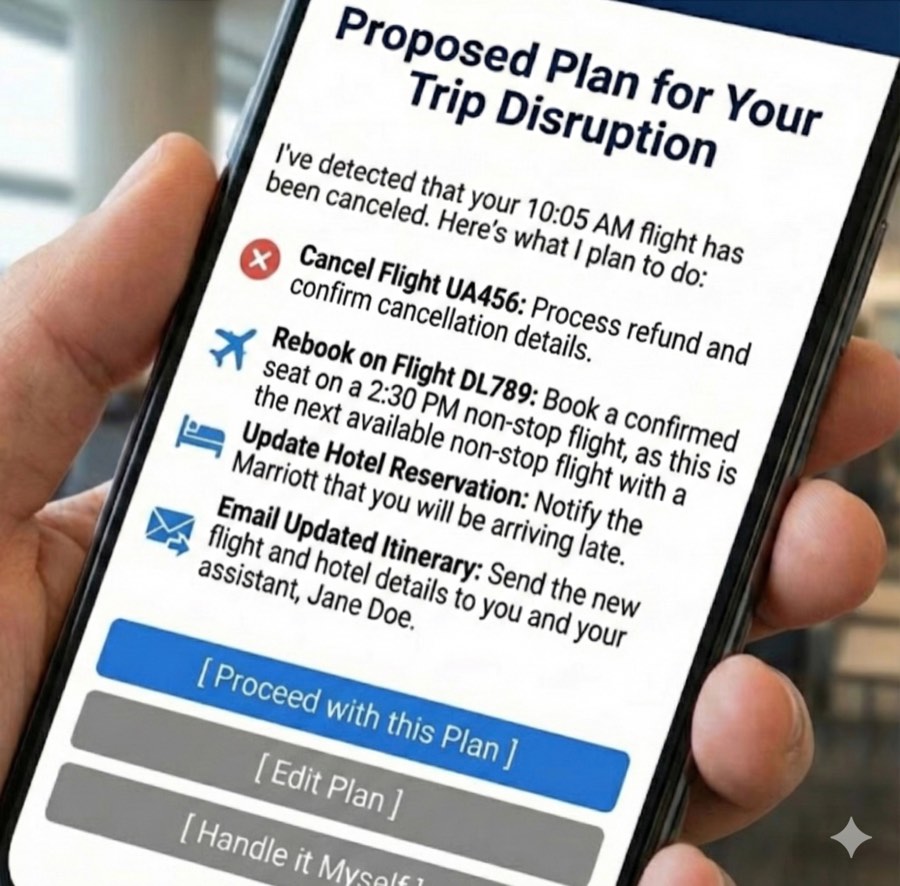 Proposed Plan for Your
Trip Disruption
I've detected that your 10:05 AM flight has
been canceled. Here's what I plan to do:
Cancel Flight UA456: Process refund and
confirm cancellation details.
Rebook on Flight DL789: Book a confirmed
seat on a 2:30 PM non-stop flight, as this is
the next available non-stop flight with a
Update Hotel Reservation: Notify the
Marriott that you will be arriving late.
Email Updated Itinerary: Send the new
flight and hotel details to you and your
assistant, Jane Doe.
[ Proceed with this Plan ]
[ Edit Plan ]
[ Handle it Myself ]